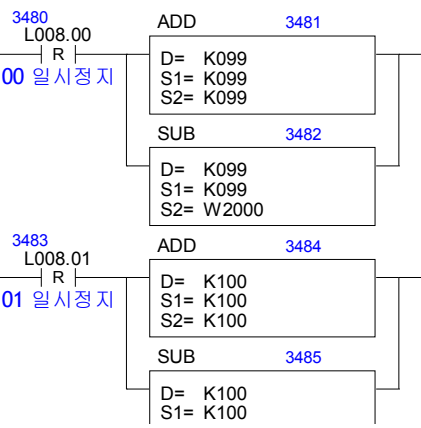 3480
L008.00
R
00 일시정지
ADD 3481
D= K099
S1= K099
S2= K099
SUB 3482
D= K099
S1= K099
S2= W2000
3483
L008.01
R
01 일시정지
ADD 3484
D= K100
S1= K100
S2= K100
SUB 3485
D= K100
S1= K100